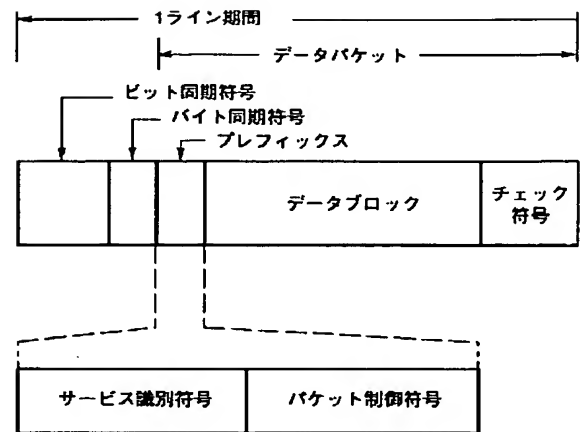 1ライン期間
データパケット
ビット同期符号
バイト同期符号
プレフィックス
データブロック
チェック
符号
サービス識別符号
パケット制御符号